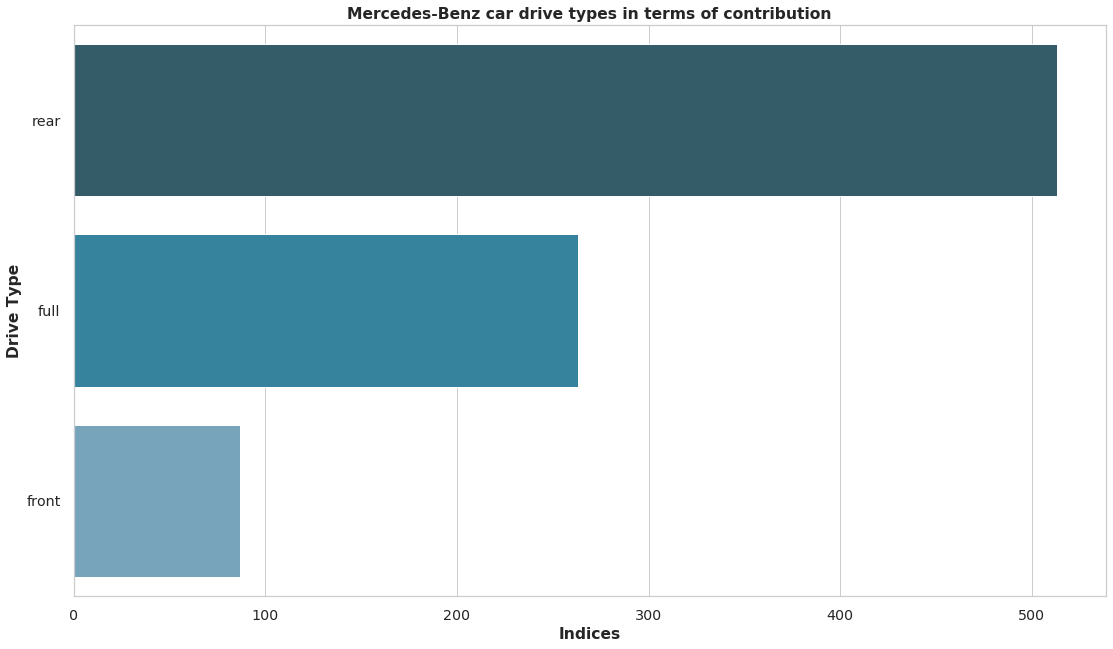 Mercedes-Benz car drive types in terms of contribution
Drive Type
rear
full
front
0 100 200 300 400 500
Indices